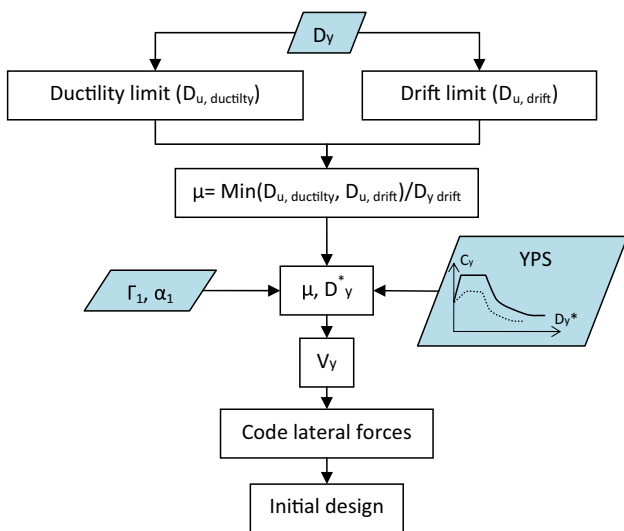 Dy
Ductility limit (Du, ductilty)
Drift limit (Du, drift)
μ= Min(Du, ductilty, Du, drift)/Dy drift
YPS
Cy
Dy*
Γ1, α1
μ, D*y
Vy
Code lateral forces
Initial design